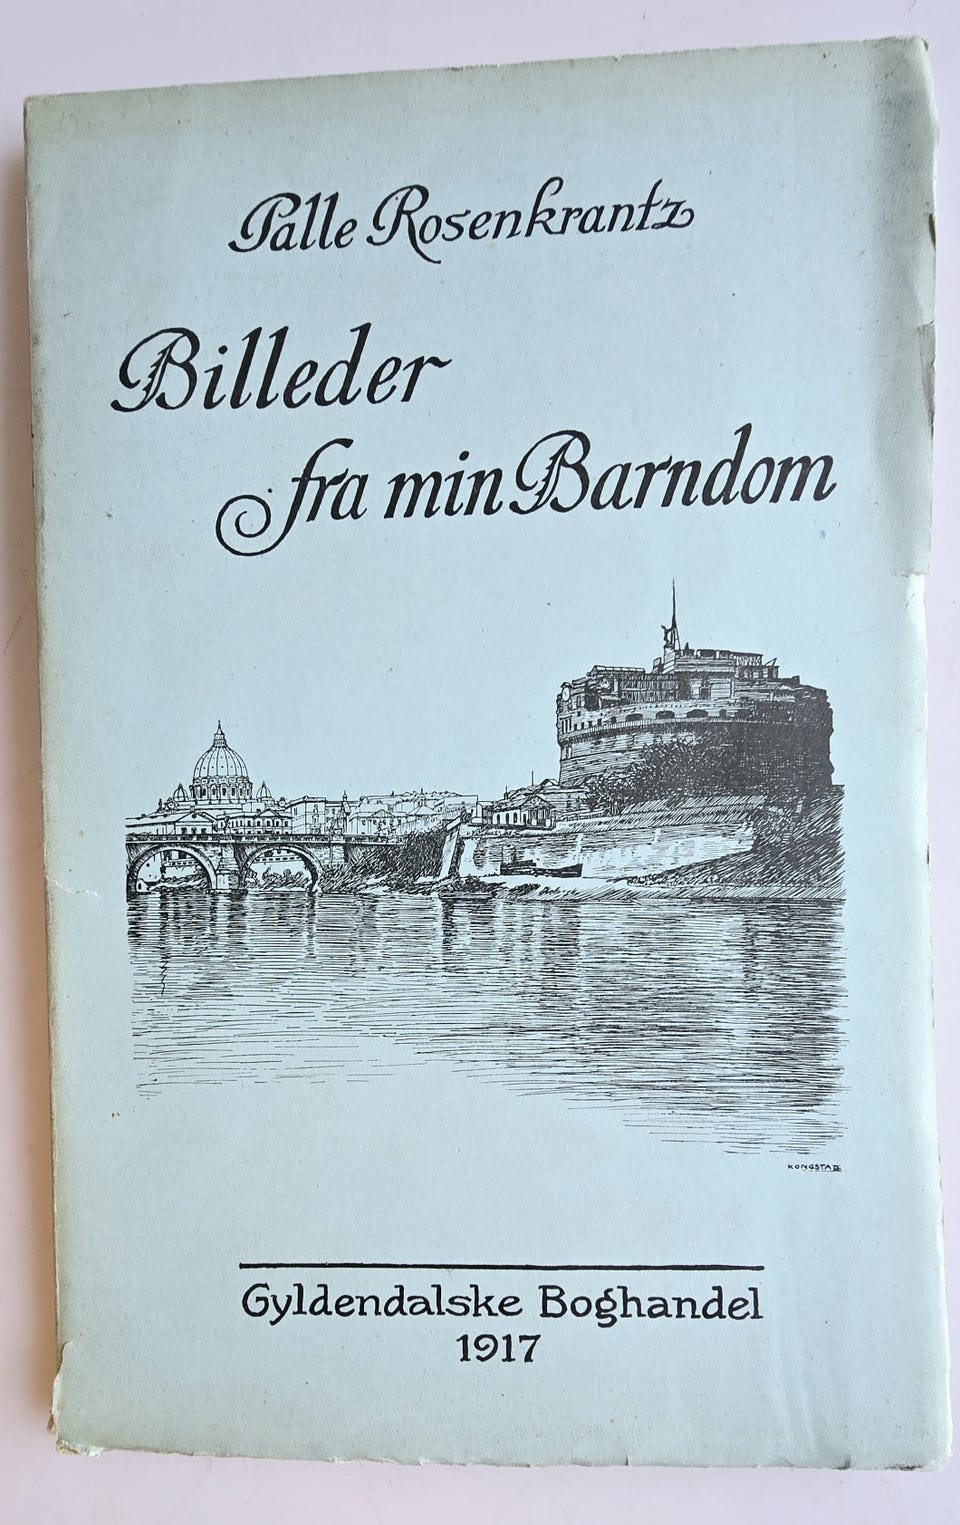 Palle Rosenkrantz
Billeder
fra min Barndom
KONGSTAD
Gyldendalske Boghandel
1917